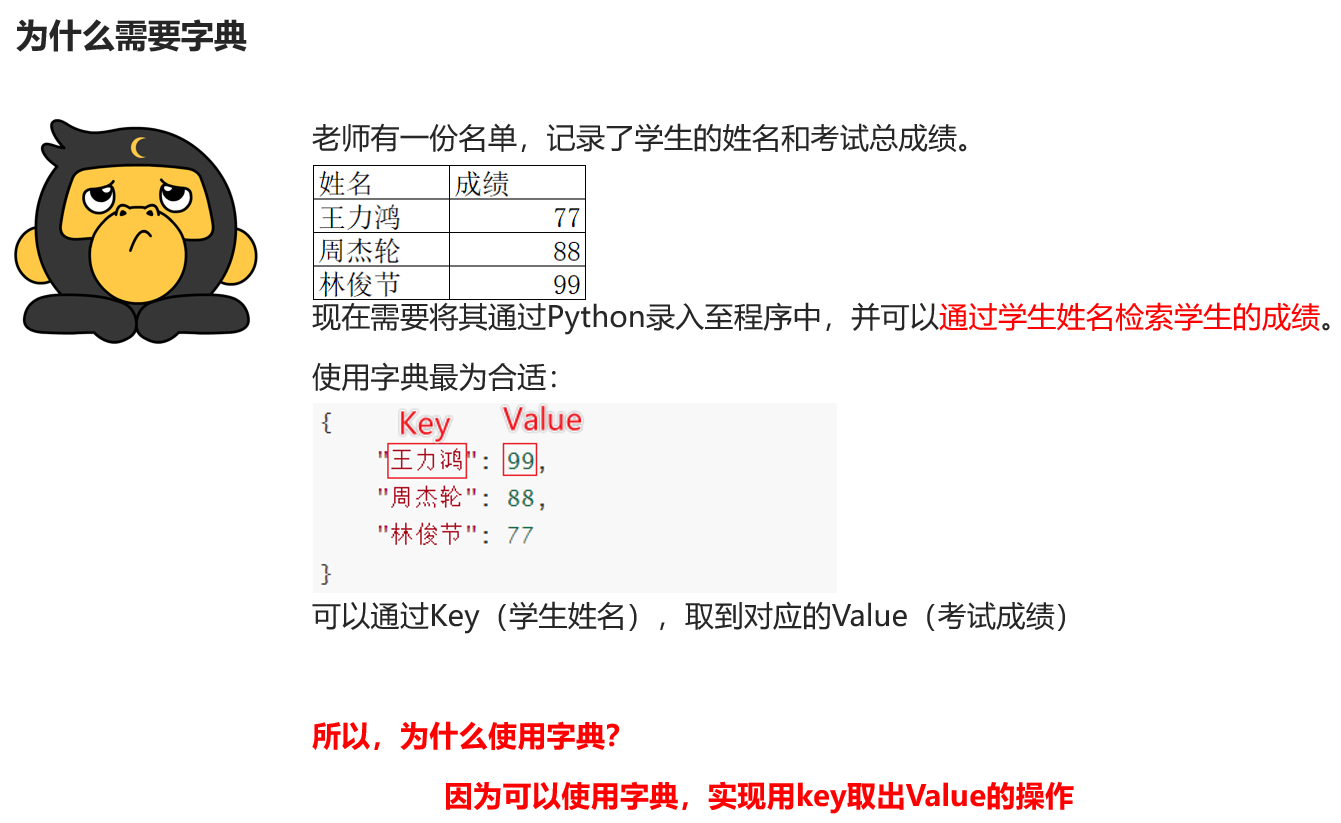 为什么需要字典
老师有一份名单，记录了学生的姓名和考试总成绩。
姓名 成绩
王力鸿 77
周杰轮 88
林俊节 99
现在需要将其通过Python录入至程序中，并可以通过学生姓名检索学生的成绩。
使用字典最为合适：
{ Key Value
"王力鸿": 99,
"周杰轮": 88,
"林俊节": 77
}
可以通过Key（学生姓名），取到对应的Value（考试成绩）
所以，为什么使用字典？
因为可以使用字典，实现用key取出Value的操作